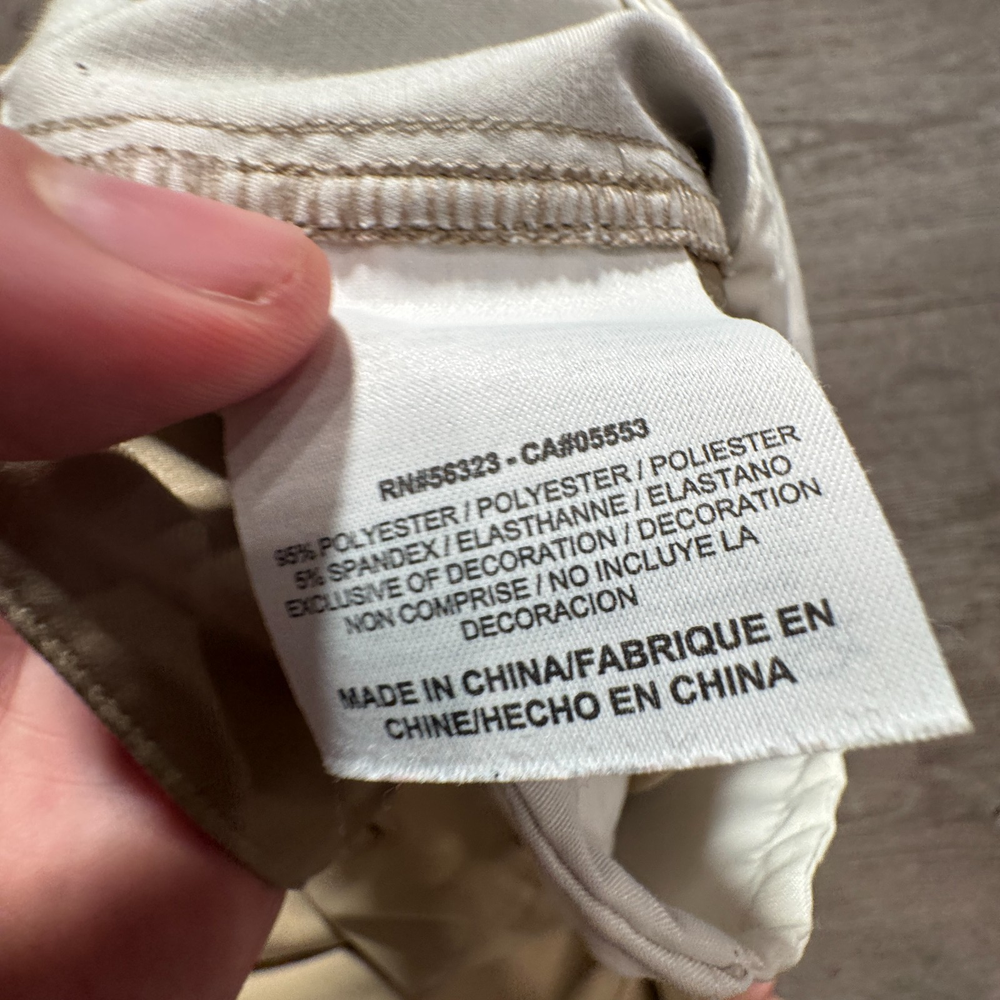 RN#56323 - CA#05553
95% POLYESTER / POLYESTER / POLIESTER
5% SPANDEX / ELASTHANNE / ELASTANO
EXCLUSIVE OF DECORATION / DECORATION
NON COMPRISE / NO INCLUYE LA
DECORACION
MADE IN CHINA/FABRIQUE EN
CHINE/HECHO EN CHINA